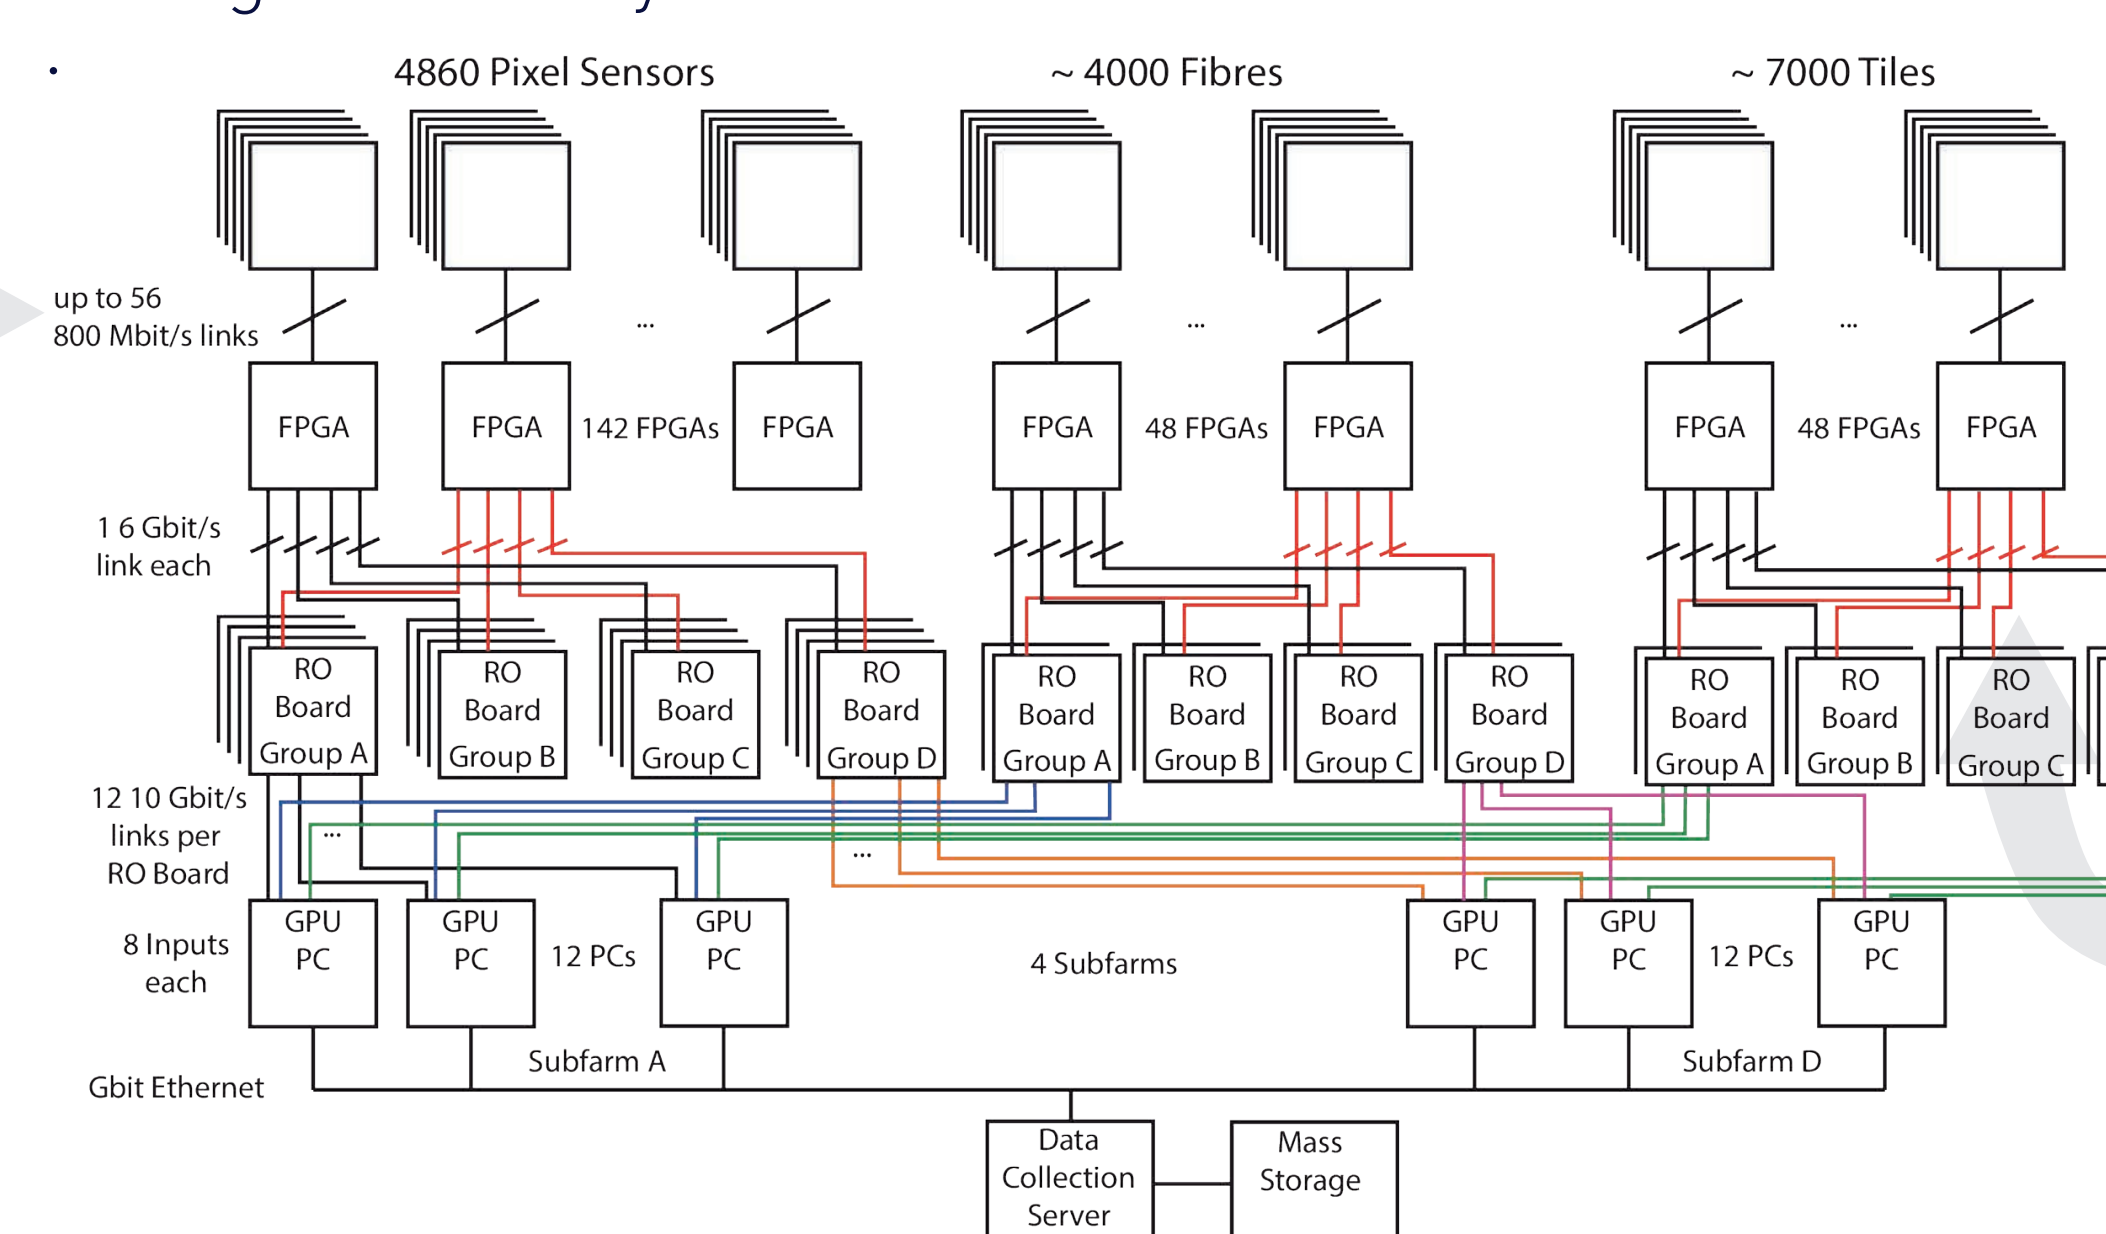 4860 Pixel Sensors
~ 4000 Fibres
~ 7000 Tiles
up to 56
800 Mbit/s links
...
...
...
FPGA
FPGA
142 FPGAs
FPGA
FPGA
48 FPGAs
FPGA
FPGA
48 FPGAs
FPGA
1 6 Gbit/s
link each
RO
Board
Group A
RO
Board
Group B
RO
Board
Group C
RO
Board
Group D
RO
Board
Group A
RO
Board
Group B
RO
Board
Group C
RO
Board
Group D
RO
Board
Group A
RO
Board
Group B
RO
Board
Group C
12 10 Gbit/s
links per
RO Board
...
...
8 Inputs
each
GPU
PC
GPU
PC
12 PCs
GPU
PC
4 Subfarms
GPU
PC
GPU
PC
12 PCs
GPU
PC
Subfarm A
Subfarm D
Gbit Ethernet
Data
Collection
Server
Mass
Storage